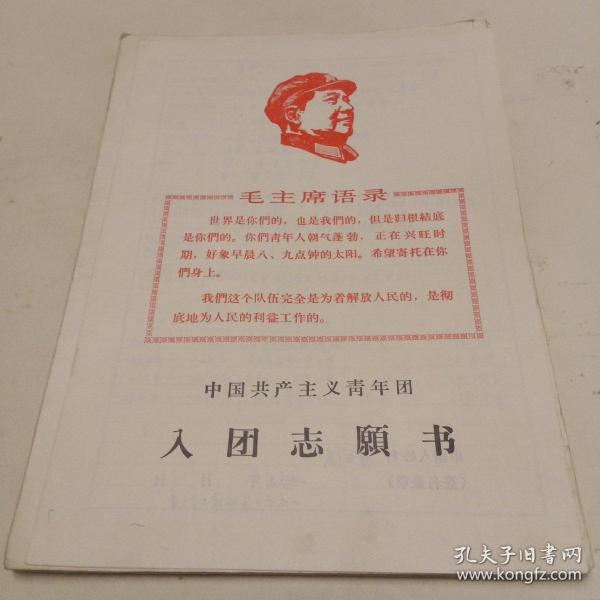 毛主席语录
世界是你們的，也是我們的，但是归根結底
是你們的。你們青年人朝气蓬勃，正在兴旺时
期，好象早晨八、九点钟的太阳。希望寄托在你
們身上。
我們这个队伍完全是为着解放人民的，是彻
底地为人民的利益工作的。
中国共产主义靑年团
入团志願书
孔夫子旧书网
www.kongfz.com